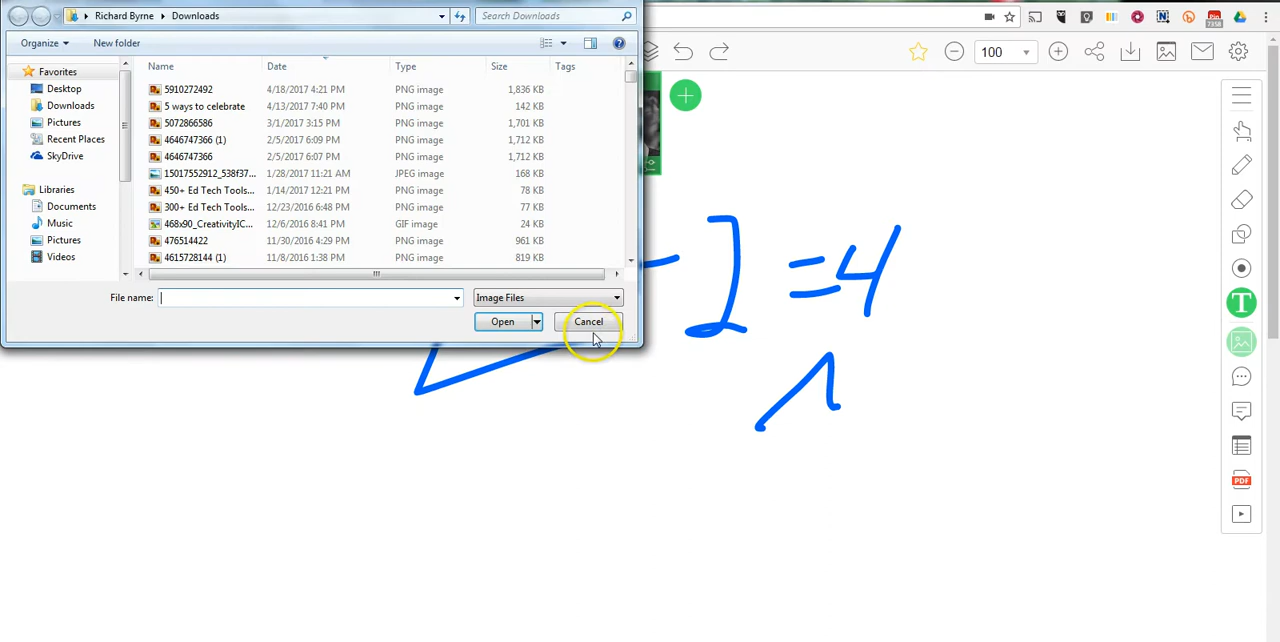 Richard Byrne ▸ Downloads
Search Downloads
Organize
New folder
100
Favorites
Desktop
Downloads
Pictures
Recent Places
SkyDrive
Libraries
Documents
Music
Pictures
Videos
Name Date Type Size Tags
5910272492 4/18/2017 4:21 PM PNG image 1,836 KB
5 ways to celebrate 4/13/2017 7:40 PM PNG image 142 KB
5072866586 3/1/2017 3:15 PM PNG image 1,701 KB
4646747366 (1) 2/5/2017 6:09 PM PNG image 1,712 KB
4646747366 2/5/2017 6:07 PM PNG image 1,712 KB
15017552912_538f37... 1/28/2017 11:21 AM JPEG image 168 KB
450+ Ed Tech Tools... 1/14/2017 12:21 PM PNG image 78 KB
300+ Ed Tech Tools... 12/23/2016 6:48 PM PNG image 77 KB
468x90_CreativityIC... 12/6/2016 8:41 PM GIF image 24 KB
476514422 11/30/2016 4:29 PM PNG image 961 KB
4615728144 (1) 11/8/2016 1:38 PM PNG image 819 KB
File name:
Image Files
Open
Cancel
- 2 = 4
T
PDF